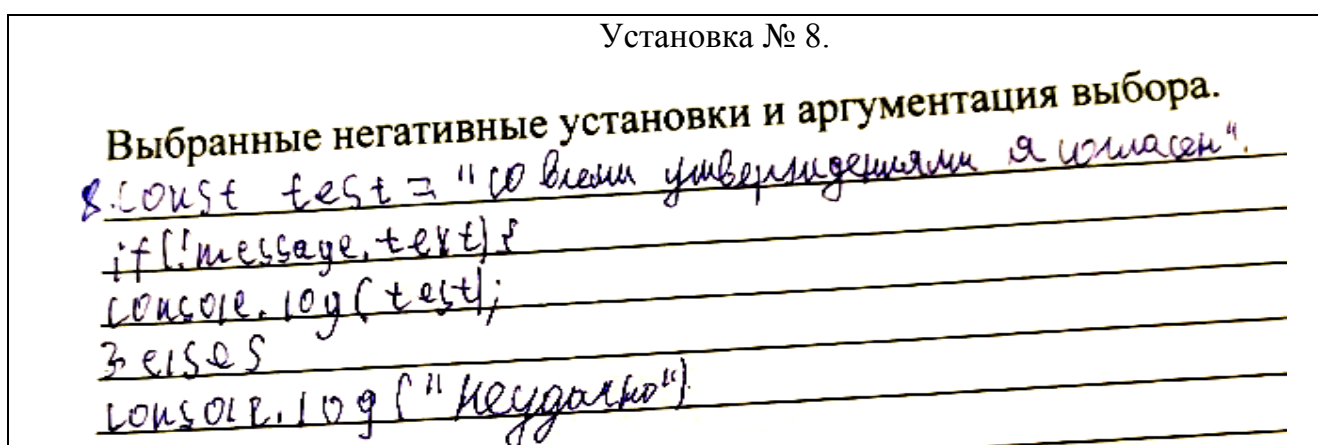 Установка № 8.
Выбранные негативные установки и аргументация выбора.
8. const test = "со всеми утверждениями я согласен".
if(!message.text){
console.log(test);
} else{
console.log("неудачно")